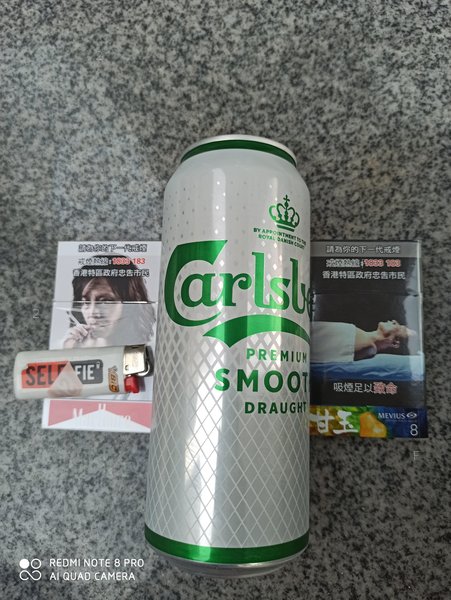 請為你的下一代戒煙
戒煙熱線：1833 183
香港特區政府忠告市民
SELFIE
Marlboro
BY APPOINTMENT TO THE
ROYAL DANISH COURT
Carlsb
PREMIUM
SMOOT
DRAUGHT
請為你的下一代戒煙
戒煙熱線：1833 183
香港特區政府忠告市民
吸煙足以致命
甘玉
MEVIUS
8
REDMI NOTE 8 PRO
AI QUAD CAMERA